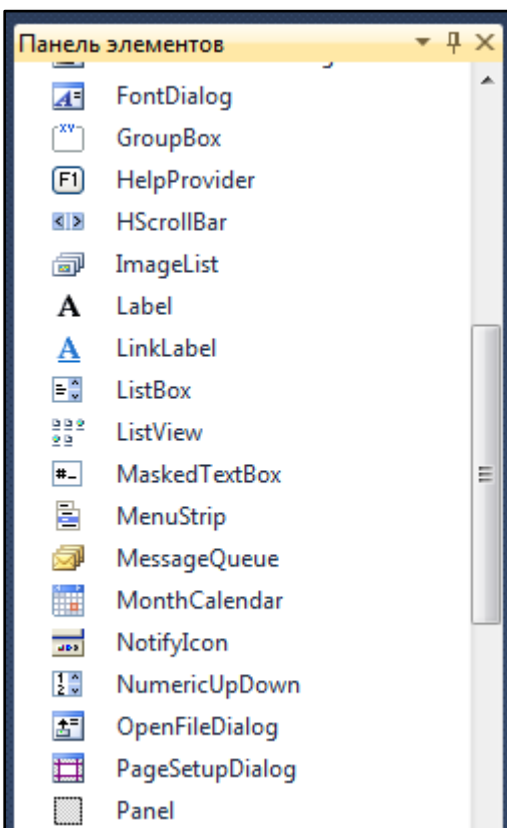 Панель элементов
FontDialog
GroupBox
HelpProvider
HScrollBar
ImageList
Label
LinkLabel
ListBox
ListView
MaskedTextBox
MenuStrip
MessageQueue
MonthCalendar
NotifyIcon
NumericUpDown
OpenFileDialog
PageSetupDialog
Panel